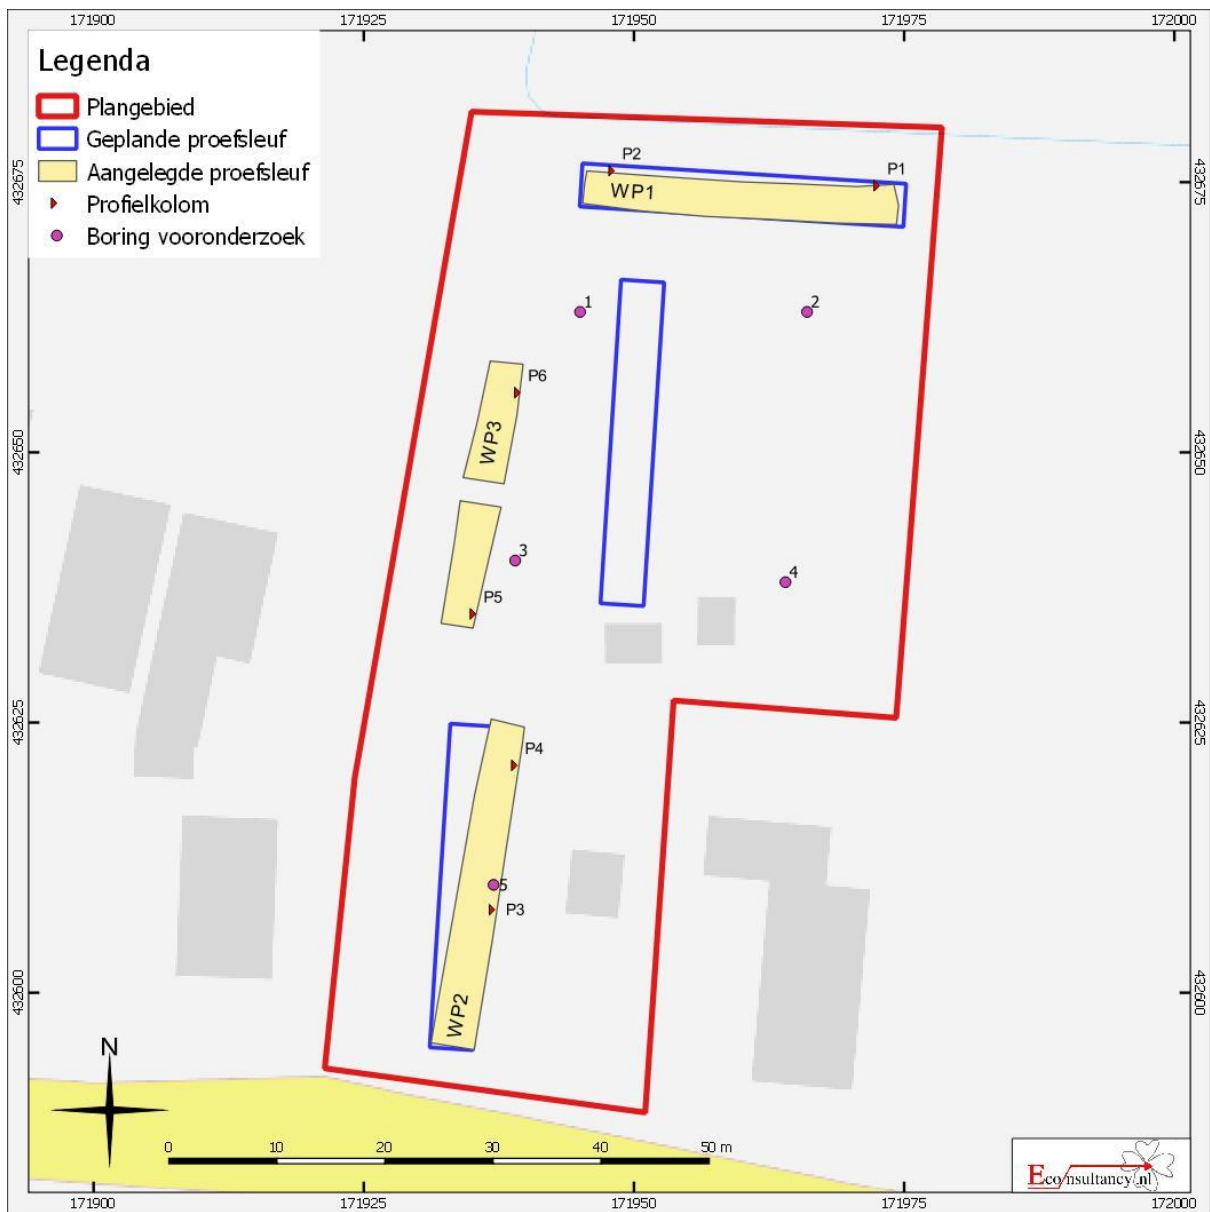 171900 171925 171950 171975 172000
Legenda
Plangebied
Geplande proefsleuf
Aangelegde proefsleuf
Profielkolom
Boring vooronderzoek
432675
432675
P2
P1
WP1
1
2
P6
WP3
432650
432650
3
4
P5
432625
432625
P4
5
P3
WP2
432600
432600
N
0 10 20 30 40 50 m
Econsultancy.nl
171900 171925 171950 171975 172000